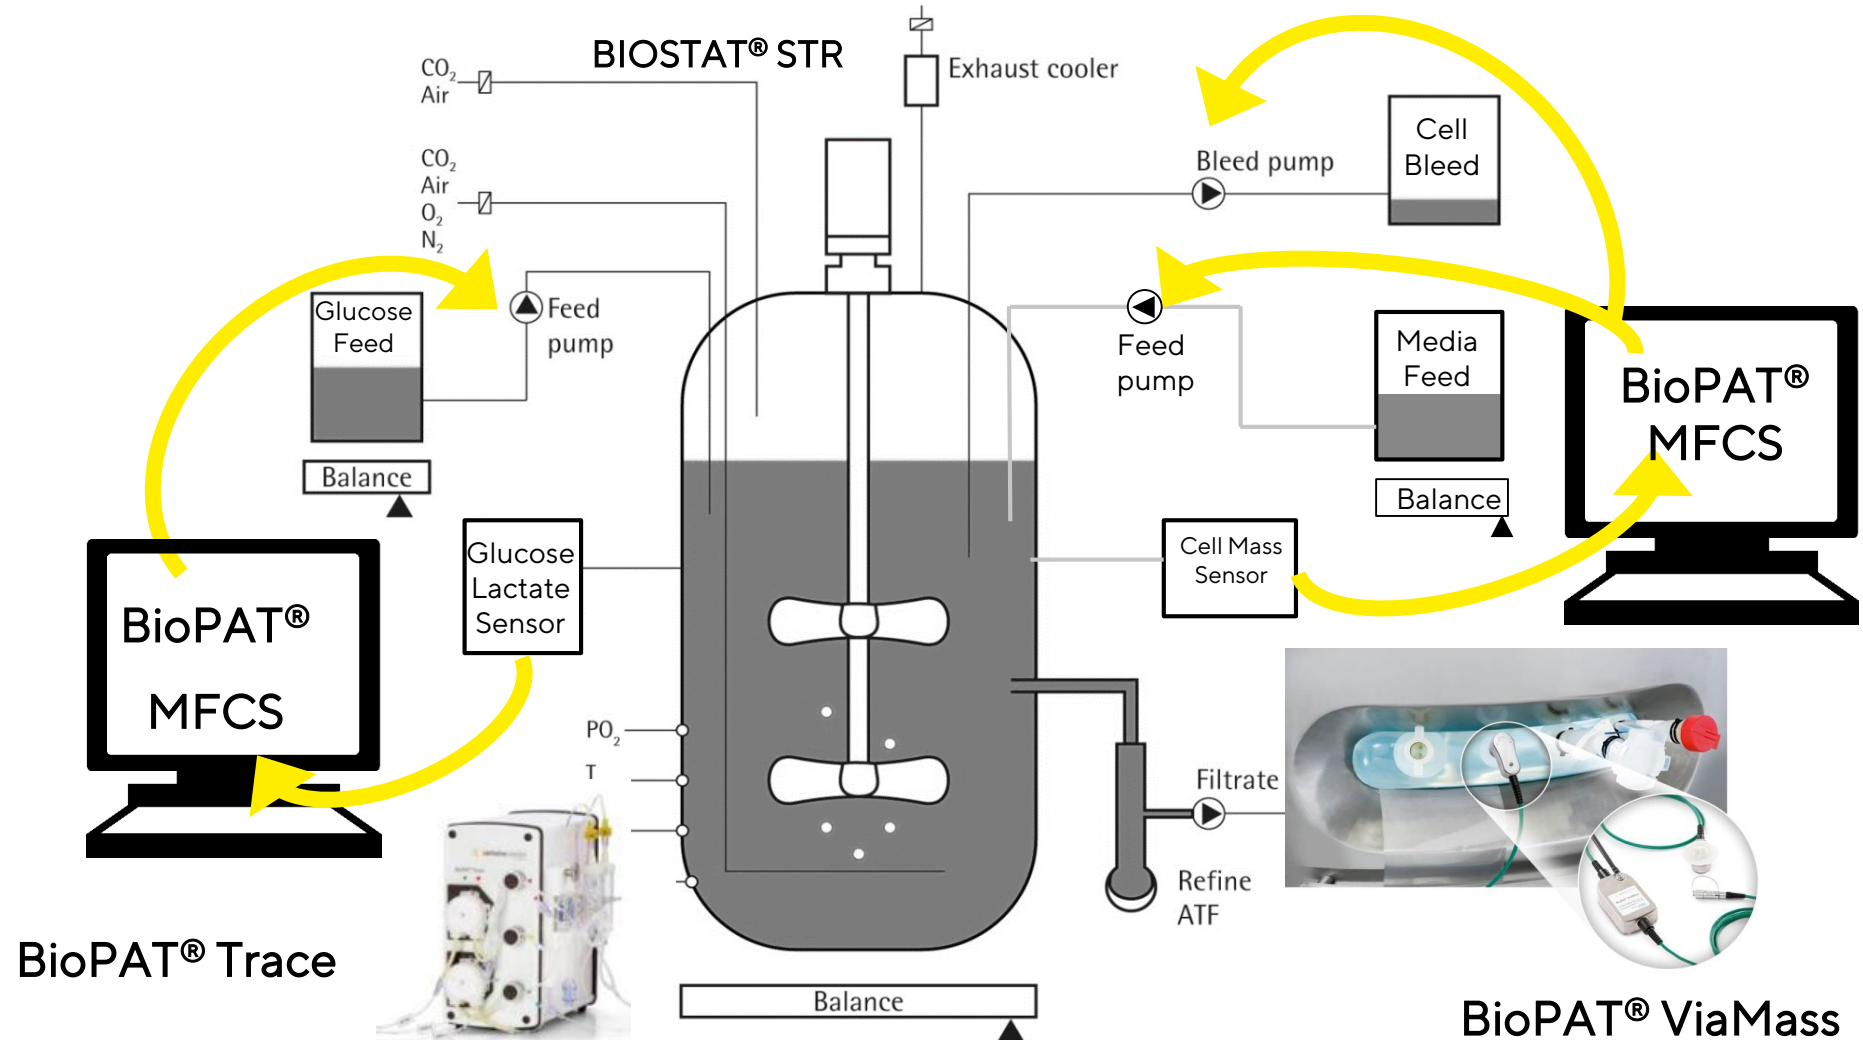 BIOSTAT® STR
CO₂
Air
CO₂
Air
O₂
N₂
Exhaust cooler
Bleed pump
Cell
Bleed
Glucose
Feed
Feed
pump
Balance
Feed
pump
Media
Feed
Balance
BioPAT®
MFCS
Glucose
Lactate
Sensor
Cell Mass
Sensor
BioPAT®
MFCS
PO₂
T
Filtrate
Refine
ATF
BioPAT® Trace
Balance
BioPAT® ViaMass